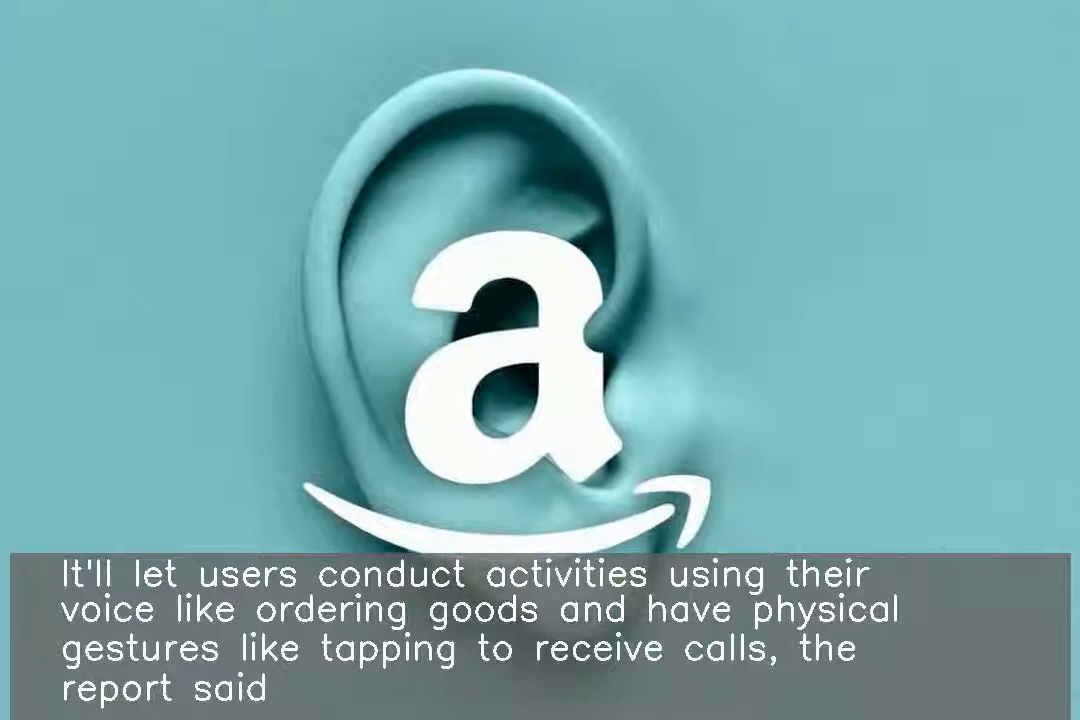 a
It'll let users conduct activities using their
voice like ordering goods and have physical
gestures like tapping to receive calls, the
report said